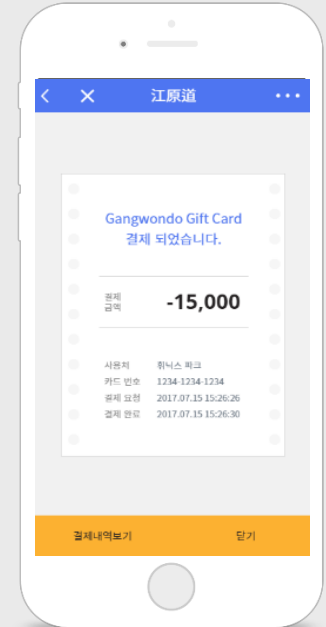 江原道
Gangwondo Gift Card
결제 되었습니다.
결제
금액
-15,000
사용처 휘닉스 파크
카드 번호 1234-1234-1234
결제 요청 2017.07.15 15:26:26
결제 완료 2017.07.15 15:26:30
결제내역보기 닫기